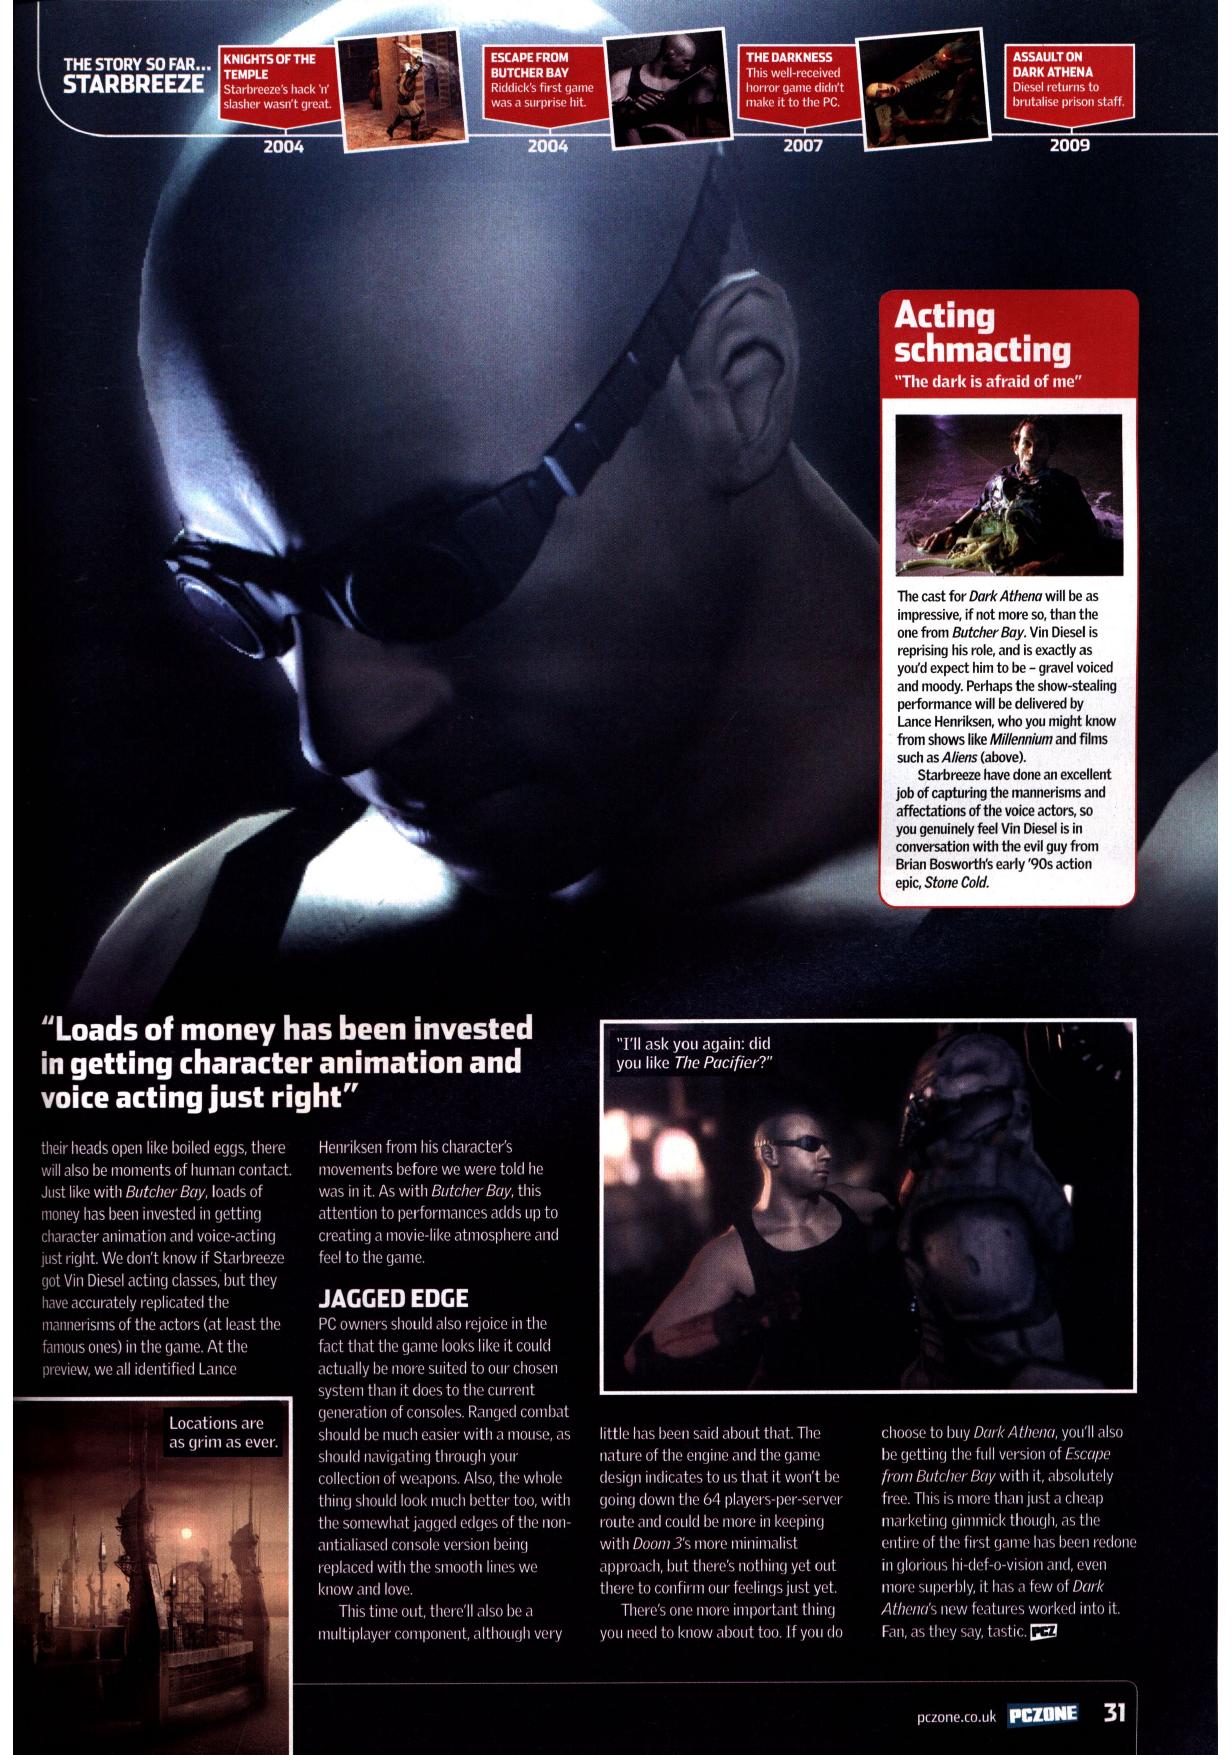 THE STORY SO FAR...
STARBREEZE
KNIGHTS OF THE
TEMPLE
Starbreeze's hack 'n'
slasher wasn't great.
2004
ESCAPE FROM
BUTCHER BAY
Riddick's first game
was a surprise hit.
2004
THE DARKNESS
This well-received
horror game didn't
make it to the PC.
2007
ASSAULT ON
DARK ATHENA
Diesel returns to
brutalise prison staff.
2009
Acting
schmacting
"The dark is afraid of me"
The cast for Dark Athena will be as
impressive, if not more so, than the
one from Butcher Bay. Vin Diesel is
reprising his role, and is exactly as
you'd expect him to be – gravel voiced
and moody. Perhaps the show-stealing
performance will be delivered by
Lance Henriksen, who you might know
from shows like Millennium and films
such as Aliens (above).
Starbreeze have done an excellent
job of capturing the mannerisms and
affectations of the voice actors, so
you genuinely feel Vin Diesel is in
conversation with the evil guy from
Brian Bosworth's early '90s action
epic, Stone Cold.
"Loads of money has been invested
in getting character animation and
voice acting just right"
their heads open like boiled eggs, there
will also be moments of human contact.
Just like with Butcher Bay, loads of
money has been invested in getting
character animation and voice-acting
just right. We don't know if Starbreeze
got Vin Diesel acting classes, but they
have accurately replicated the
mannerisms of the actors (at least the
famous ones) in the game. At the
preview, we all identified Lance
Locations are
as grim as ever.
Henriksen from his character's
movements before we were told he
was in it. As with Butcher Bay, this
attention to performances adds up to
creating a movie-like atmosphere and
feel to the game.
JAGGED EDGE
PC owners should also rejoice in the
fact that the game looks like it could
actually be more suited to our chosen
system than it does to the current
generation of consoles. Ranged combat
should be much easier with a mouse, as
should navigating through your
collection of weapons. Also, the whole
thing should look much better too, with
the somewhat jagged edges of the non-
antialiased console version being
replaced with the smooth lines we
know and love.
This time out, there'll also be a
multiplayer component, although very
"I'll ask you again: did
you like The Pacifier?"
little has been said about that. The
nature of the engine and the game
design indicates to us that it won't be
going down the 64 players-per-server
route and could be more in keeping
with Doom 3's more minimalist
approach, but there's nothing yet out
there to confirm our feelings just yet.
There's one more important thing
you need to know about too. If you do
choose to buy Dark Athena, you'll also
be getting the full version of Escape
from Butcher Bay with it, absolutely
free. This is more than just a cheap
marketing gimmick though, as the
entire of the first game has been redone
in glorious hi-def-o-vision and, even
more superbly, it has a few of Dark
Athena's new features worked into it.
Fan, as they say, tastic. PCZ
pczone.co.uk PCZONE 31